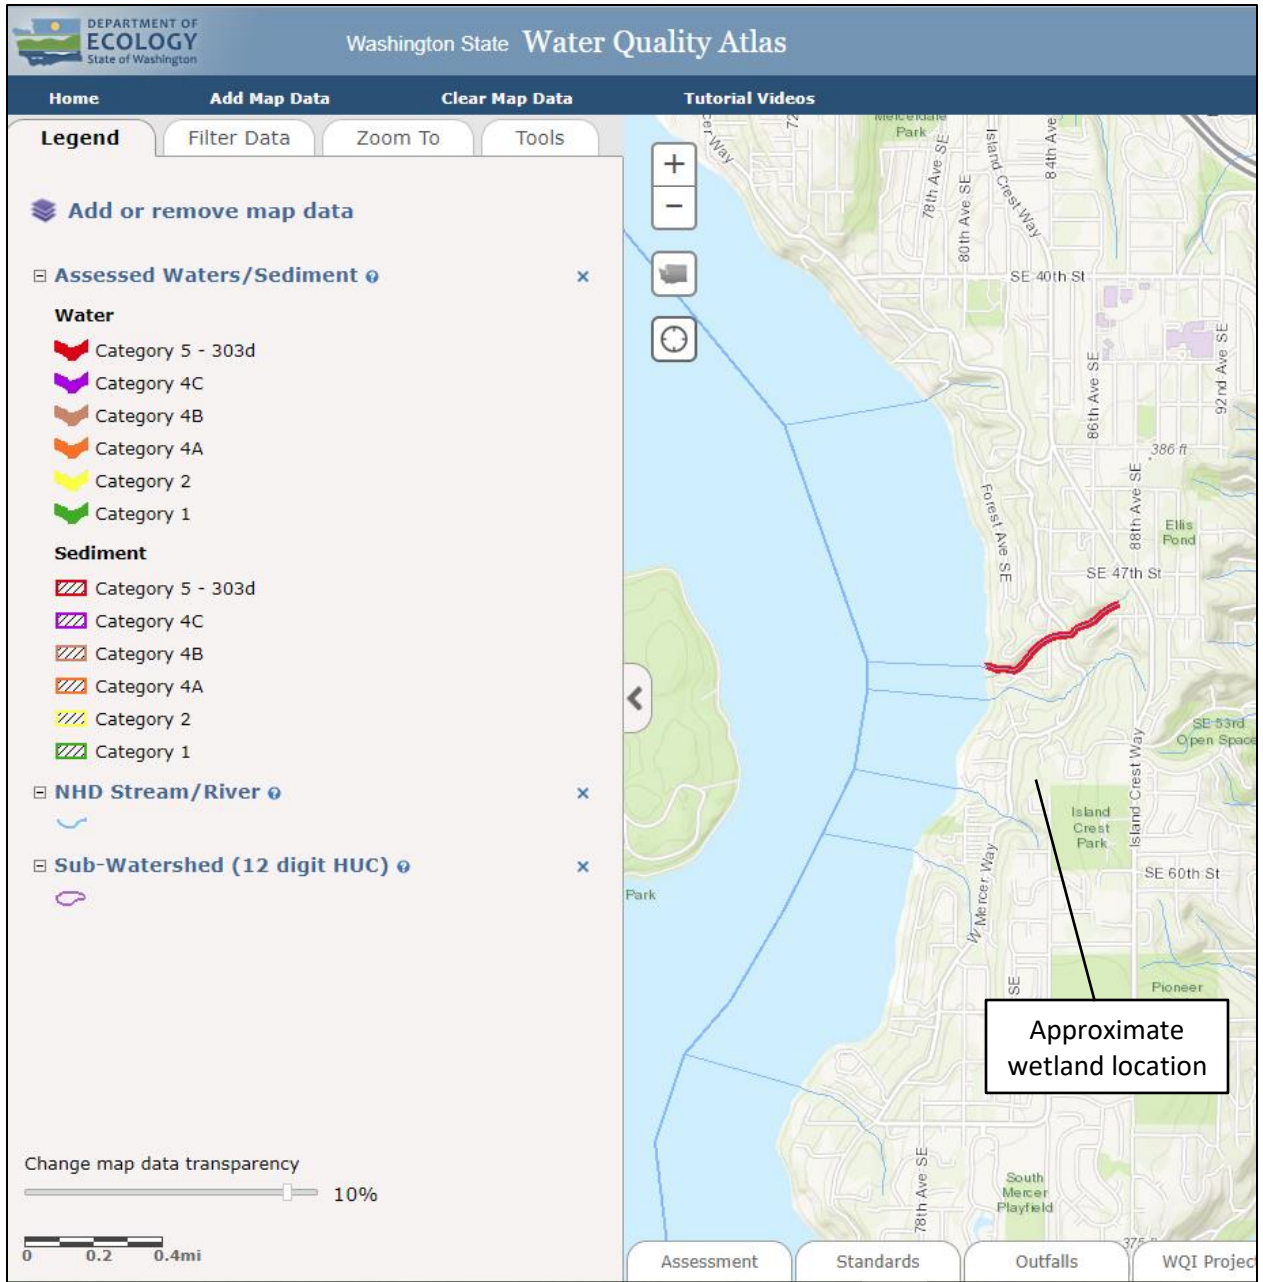 DEPARTMENT OF
ECOLOGY
State of Washington
Washington State Water Quality Atlas
Home Add Map Data Clear Map Data Tutorial Videos
Legend Filter Data Zoom To Tools
Add or remove map data
Assessed Waters/Sediment
Water
Category 5 - 303d
Category 4C
Category 4B
Category 4A
Category 2
Category 1
Sediment
Category 5 - 303d
Category 4C
Category 4B
Category 4A
Category 2
Category 1
NHD Stream/River
Sub-Watershed (12 digit HUC)
Change map data transparency
10%
0 0.2 0.4mi
+
−
Park
Way
78th Ave SE
80th Ave SE
Island Crest Way
84th Ave
SE 40th St
86th Ave SE
92nd Ave SE
386 ft
Forest Ave SE
88th Ave SE
Ellis
Pond
SE 47th St
SE 53rd
Open Space
Island Crest Way
Island
Crest
Park
W Mercer Way
SE 60th St
Park
SE
Pioneer
Approximate
wetland location
78th Ave SE
South
Mercer
Playfield
Assessment Standards Outfalls WQI Projec